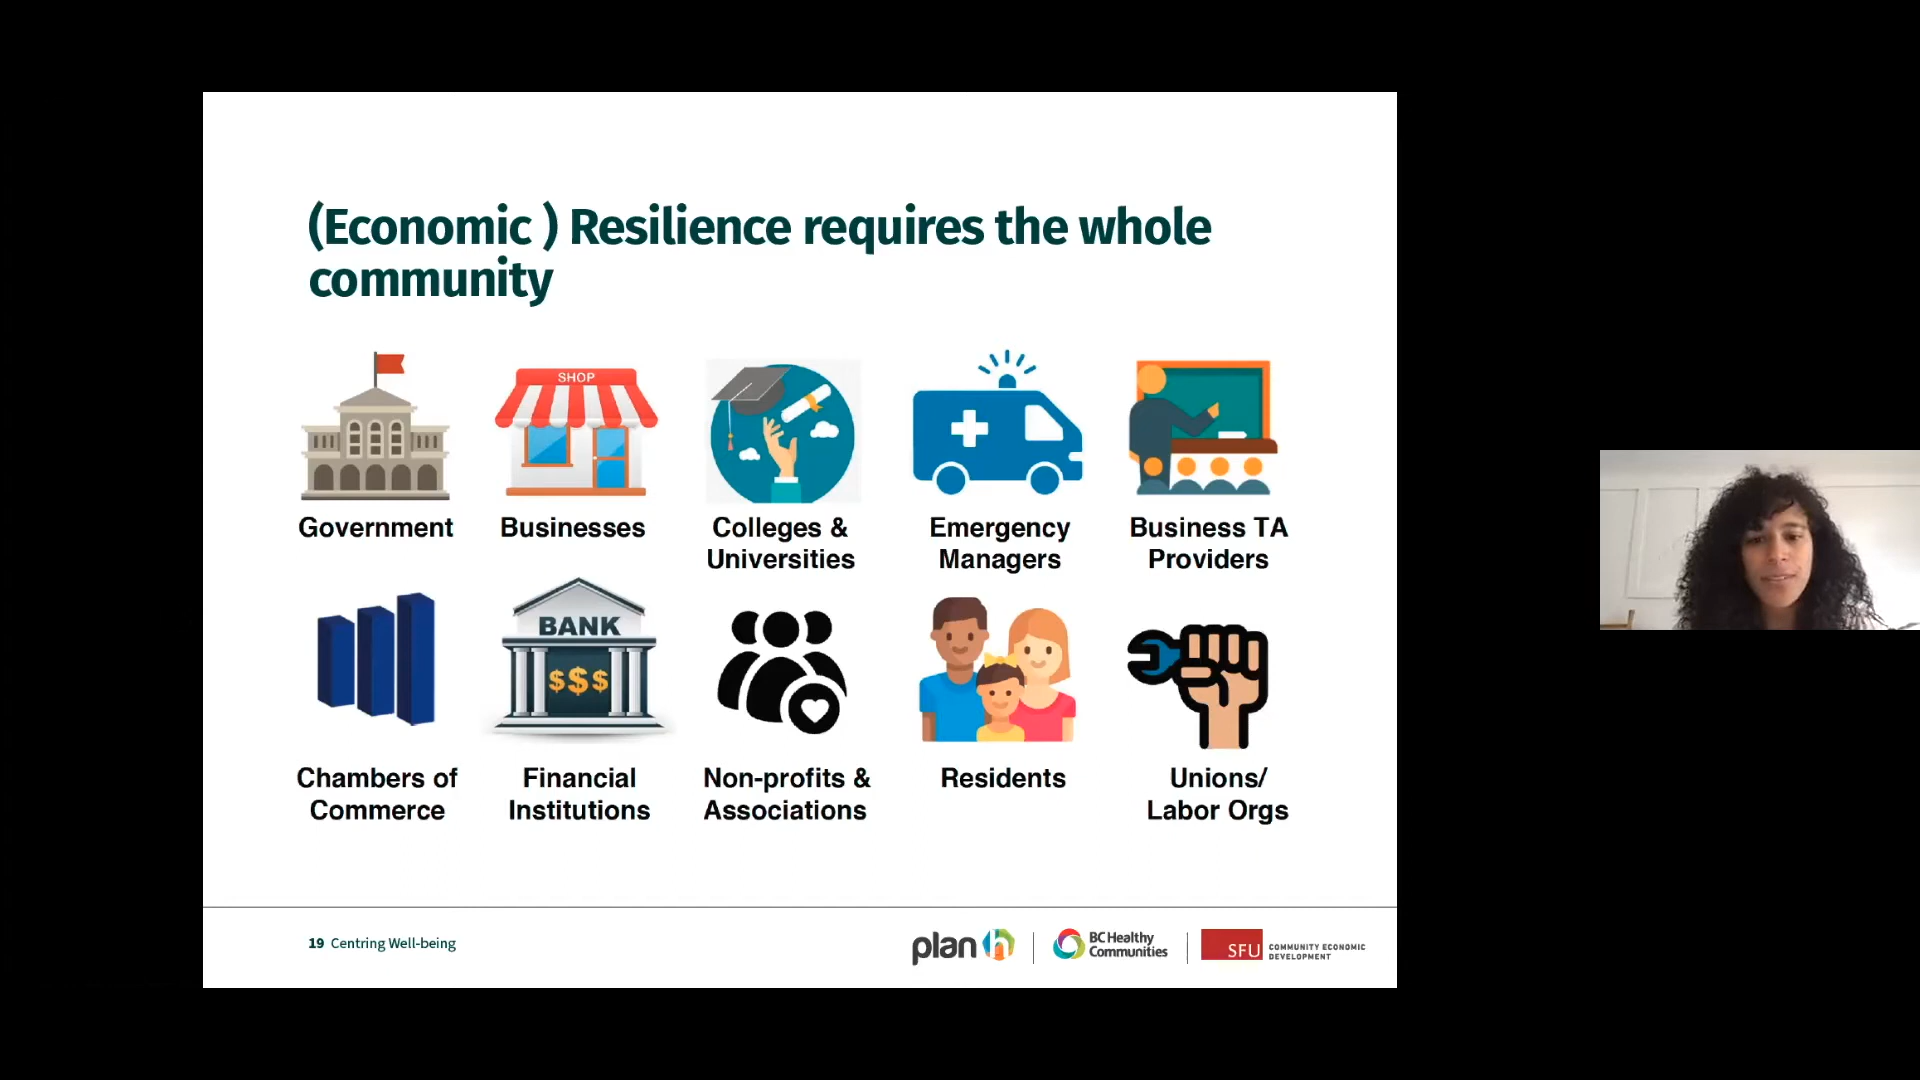 (Economic ) Resilience requires the whole
community
SHOP
Government
Businesses
Colleges &
Universities
Emergency
Managers
Business TA
Providers
BANK
$$$
Chambers of
Commerce
Financial
Institutions
Non-profits &
Associations
Residents
Unions/
Labor Orgs
19 Centring Well-being
plan h
BC Healthy
Communities
SFU
COMMUNITY ECONOMIC
DEVELOPMENT